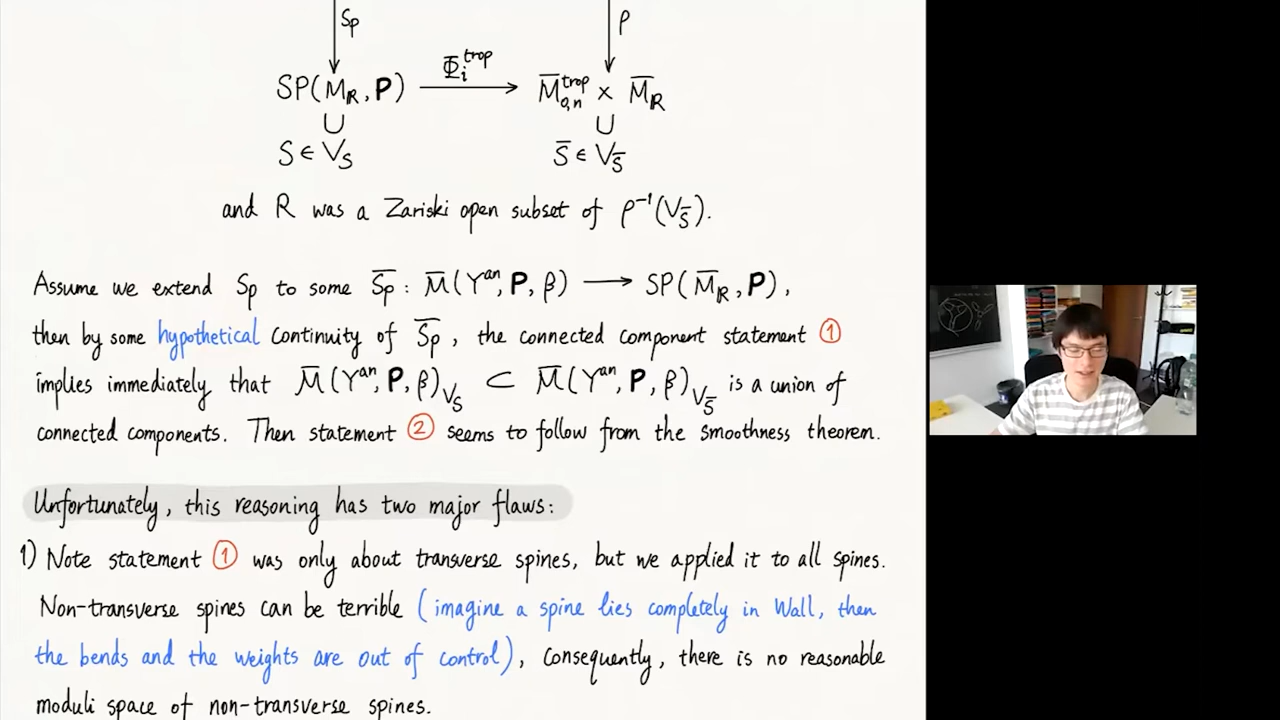 Sp ρ
SP(M_ℝ, P) ⟶ Φ_i^trop M̄_{0,n}^trop × M̄_ℝ
∪ ∪
S ∈ V_S S̄ ∈ V_S̄
and R was a Zariski open subset of ρ⁻¹(V_S̄).
Assume we extend Sp to some S̄p̄ : M̄(Y^an, P, β) ⟶ SP(M̄_ℝ, P),
then by some hypothetical continuity of S̄p̄, the connected component statement ①
implies immediately that M̄(Y^an, P, β)_{V_S} ⊂ M̄(Y^an, P, β)_{V_S̄} is a union of
connected components. Then statement ② seems to follow from the smoothness theorem.
Unfortunately, this reasoning has two major flaws:
1) Note statement ① was only about transverse spines, but we applied it to all spines.
Non-transverse spines can be terrible (imagine a spine lies completely in Wall, then
the bends and the weights are out of control), consequently, there is no reasonable
moduli space of non-transverse spines.